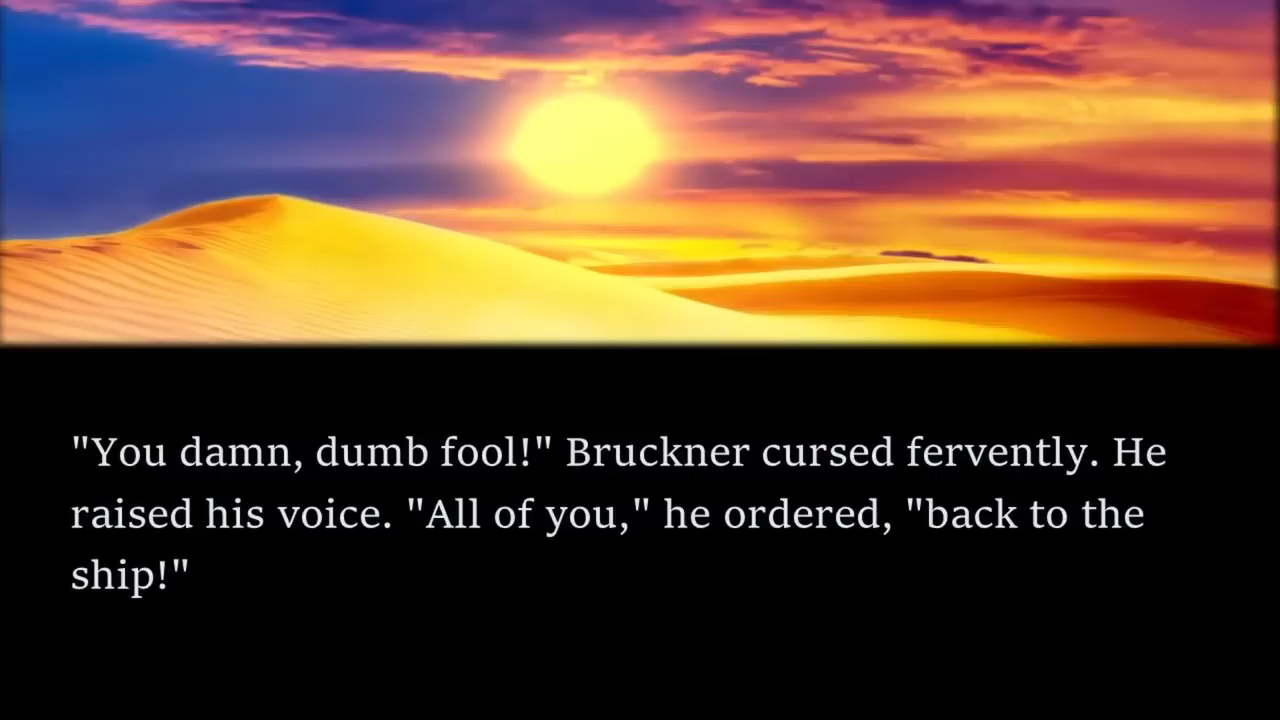 "You damn, dumb fool!" Bruckner cursed fervently. He
raised his voice. "All of you," he ordered, "back to the
ship!"